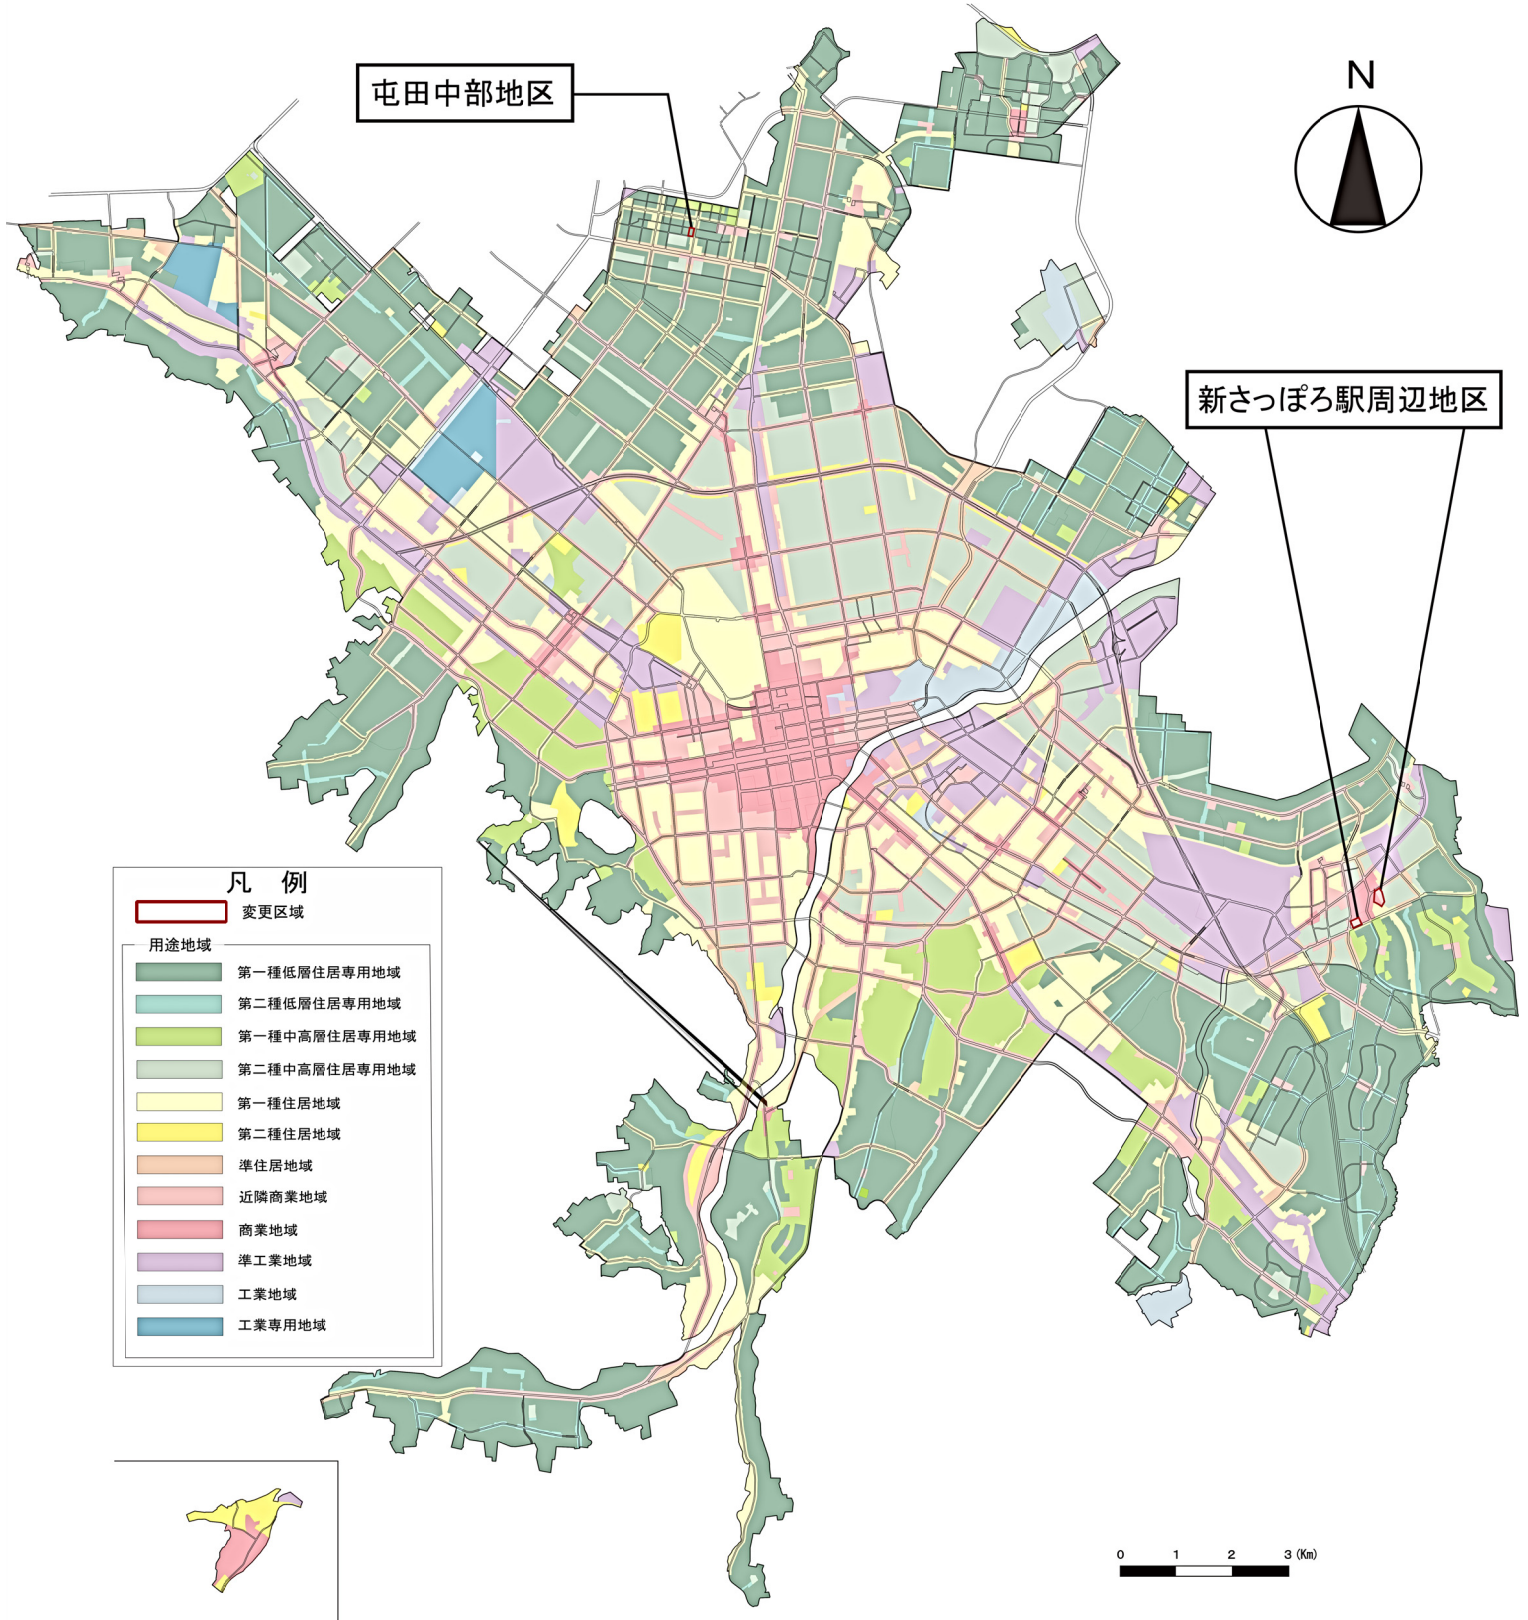 屯田中部地区
N
新さっぽろ駅周辺地区
凡 例
変更区域
用途地域
第一種低層住居専用地域
第二種低層住居専用地域
第一種中高層住居専用地域
第二種中高層住居専用地域
第一種住居地域
第二種住居地域
準住居地域
近隣商業地域
商業地域
準工業地域
工業地域
工業専用地域
0 1 2 3 (Km)